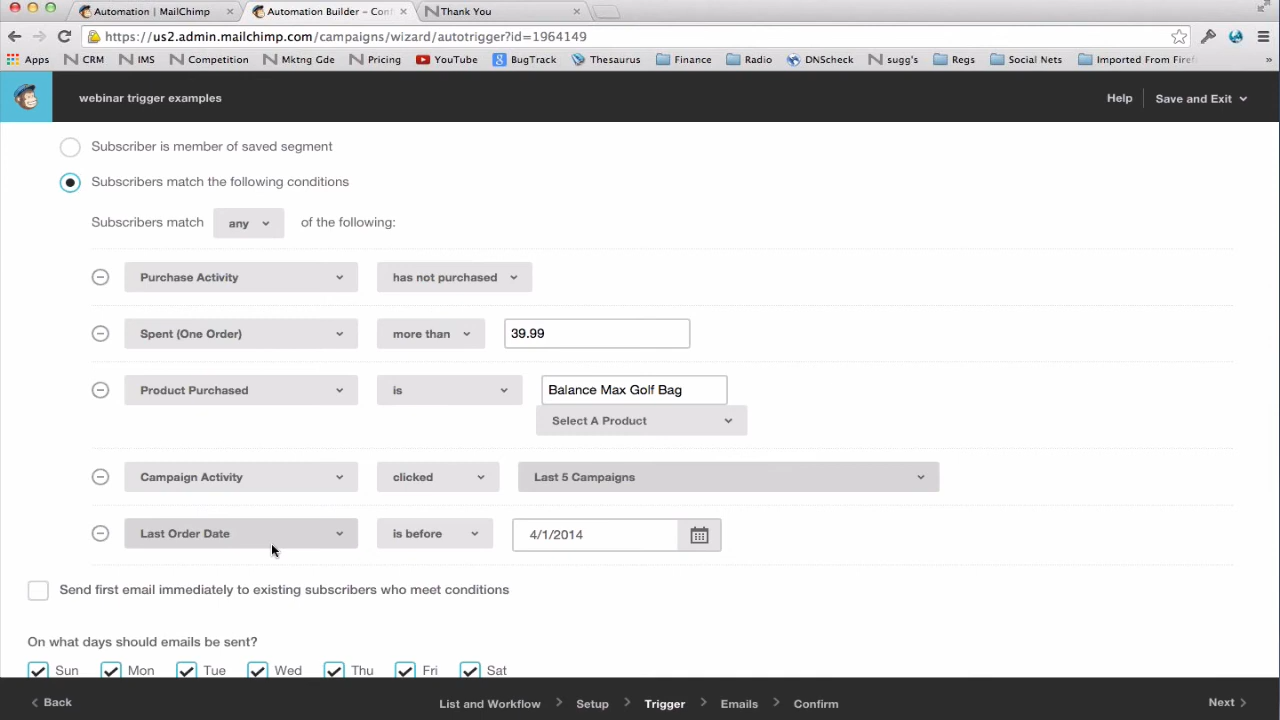 Automation | MailChimp
Automation Builder – Con
Thank You
https://us2.admin.mailchimp.com/campaigns/wizard/autotrigger?id=1964149
Apps CRM IMS Competition Mktng Gde Pricing YouTube BugTrack Thesaurus Finance Radio DNScheck sugg's Regs Social Nets Imported From Firef »
webinar trigger examples
Help
Save and Exit
Subscriber is member of saved segment
Subscribers match the following conditions
Subscribers match any of the following:
Purchase Activity has not purchased
Spent (One Order) more than 39.99
Product Purchased is Balance Max Golf Bag
Select A Product
Campaign Activity clicked Last 5 Campaigns
Last Order Date is before 4/1/2014
Send first email immediately to existing subscribers who meet conditions
On what days should emails be sent?
Sun Mon Tue Wed Thu Fri Sat
Back
List and Workflow > Setup > Trigger > Emails > Confirm
Next